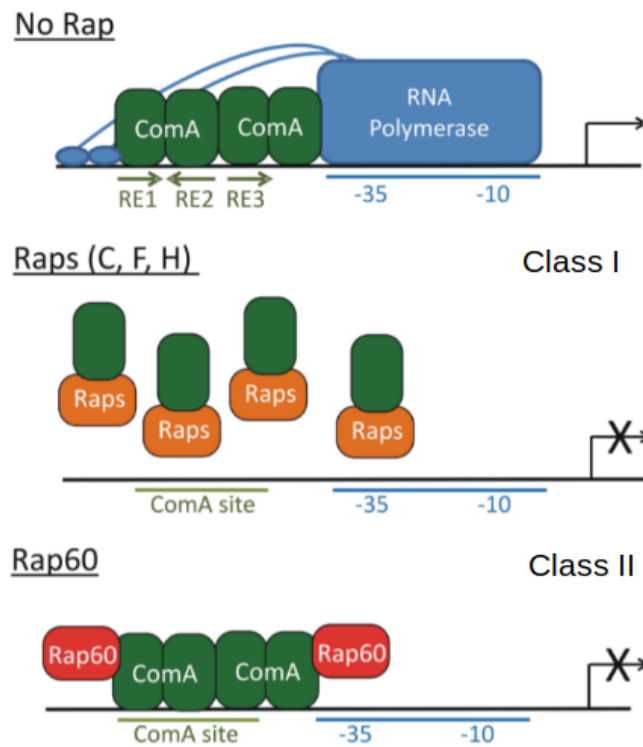 No Rap
RNA
Polymerase
ComA ComA
RE1 RE2 RE3 -35 -10
Raps (C, F, H) Class I
Raps Raps Raps Raps
X
ComA site -35 -10
Rap60 Class II
Rap60 ComA ComA Rap60
X
ComA site -35 -10